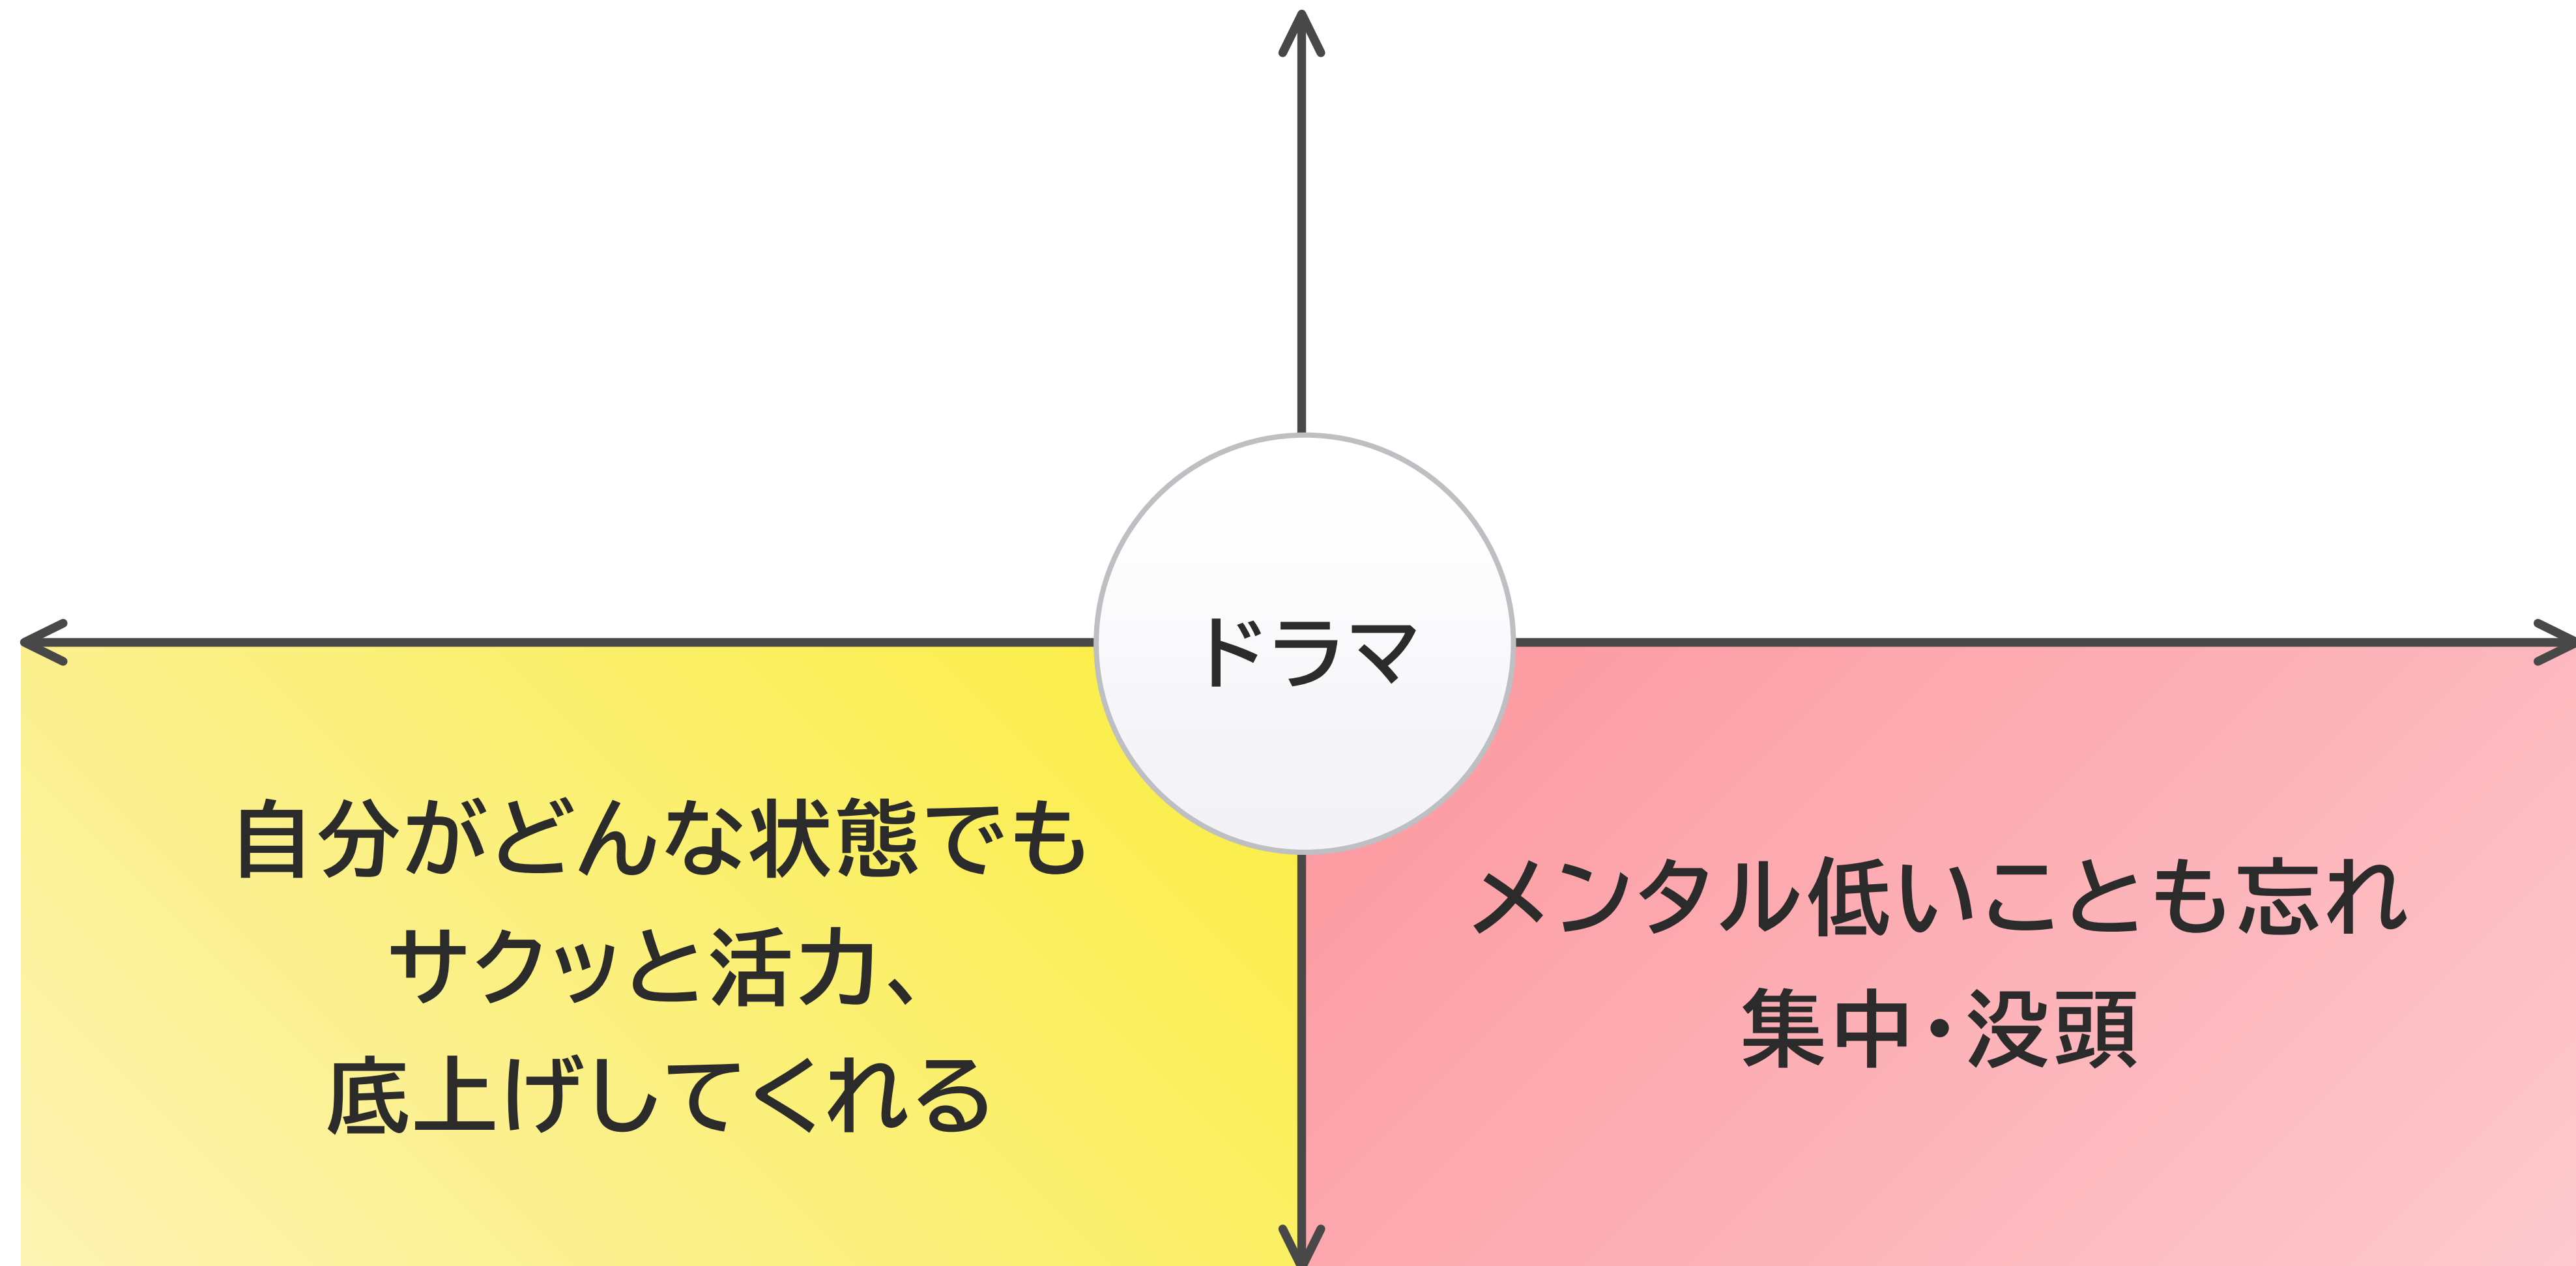 ドラマ
自分がどんな状態でも
サクッと活力、
底上げしてくれる
メンタル低いことも忘れ
集中・没頭